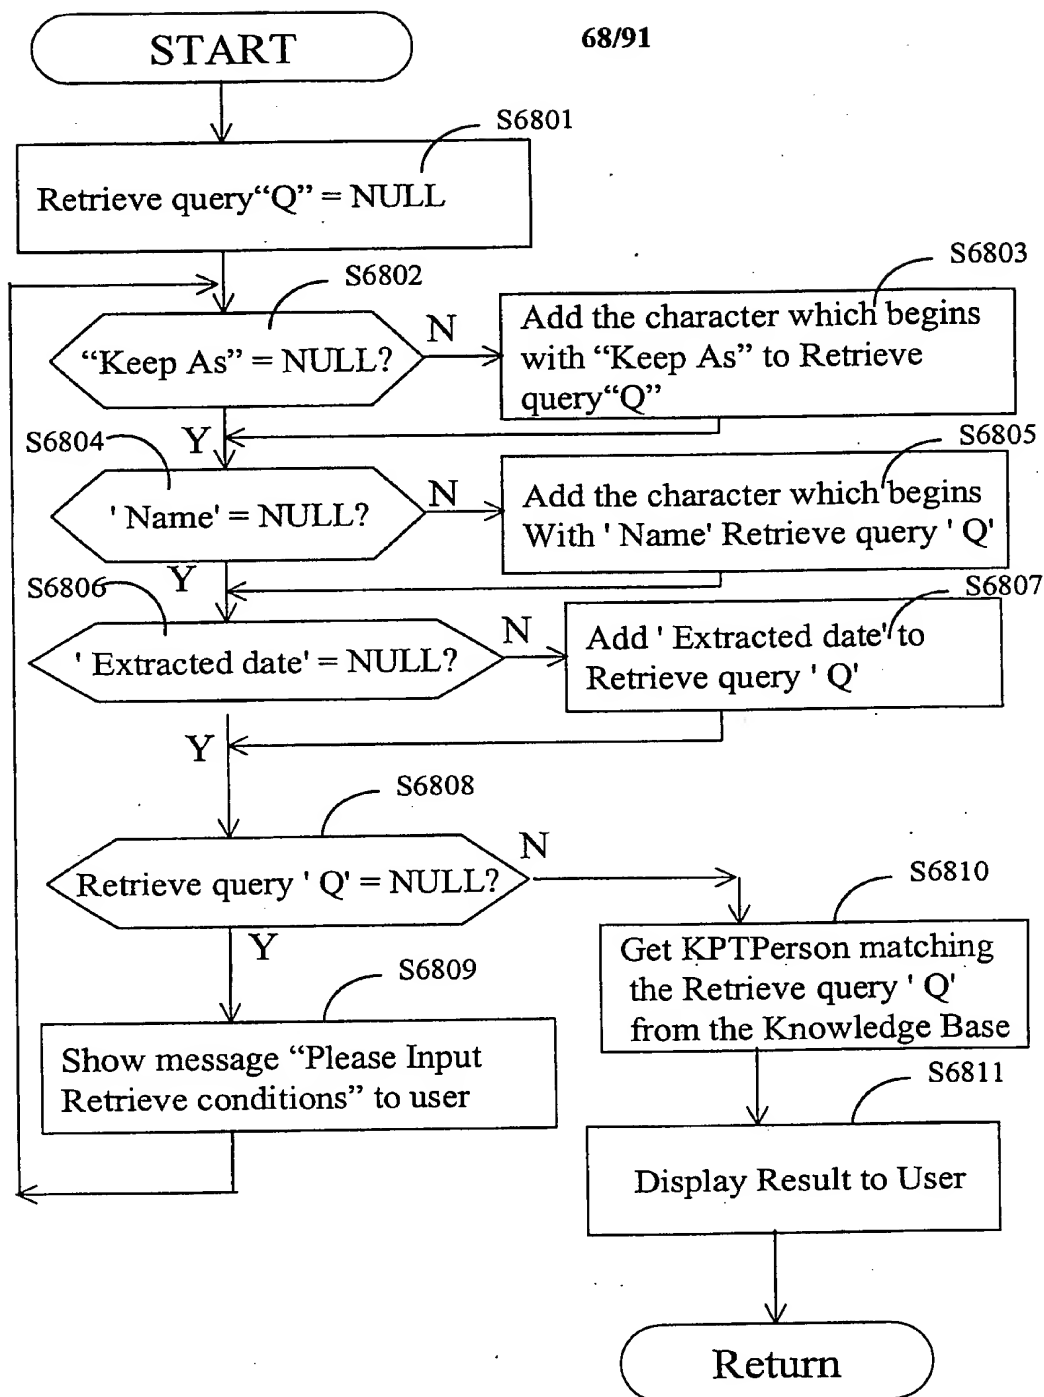 START
68/91
S6801
Retrieve query“Q” = NULL
S6802
S6803
“Keep As” = NULL?
N
Add the character which begins
with “Keep As” to Retrieve
query“Q”
Y
S6804
S6805
' Name' = NULL?
N
Add the character which begins
With ' Name' Retrieve query ' Q'
Y
S6806
S6807
' Extracted date' = NULL?
N
Add ' Extracted date' to
Retrieve query ' Q'
Y
S6808
Retrieve query ' Q' = NULL?
N
S6810
Y
Get KPTPerson matching
the Retrieve query ' Q'
from the Knowledge Base
S6809
Show message “Please Input
Retrieve conditions” to user
S6811
Display Result to User
Return